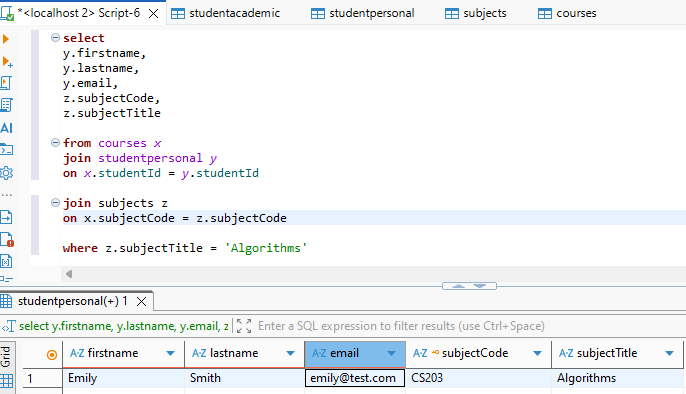 *<localhost 2> Script-6
studentacademic
studentpersonal
subjects
courses
select
y.firstname,
y.lastname,
y.email,
z.subjectCode,
z.subjectTitle
from courses x
join studentpersonal y
on x.studentId = y.studentId
join subjects z
on x.subjectCode = z.subjectCode
where z.subjectTitle = 'Algorithms'
AI
studentpersonal(+) 1
select y.firstname, y.lastname, y.email, z
Enter a SQL expression to filter results (use Ctrl+Space)
Grid
A-Z firstname A-Z lastname A-Z email A-Z subjectCode A-Z subjectTitle
1 Emily Smith emily@test.com CS203 Algorithms